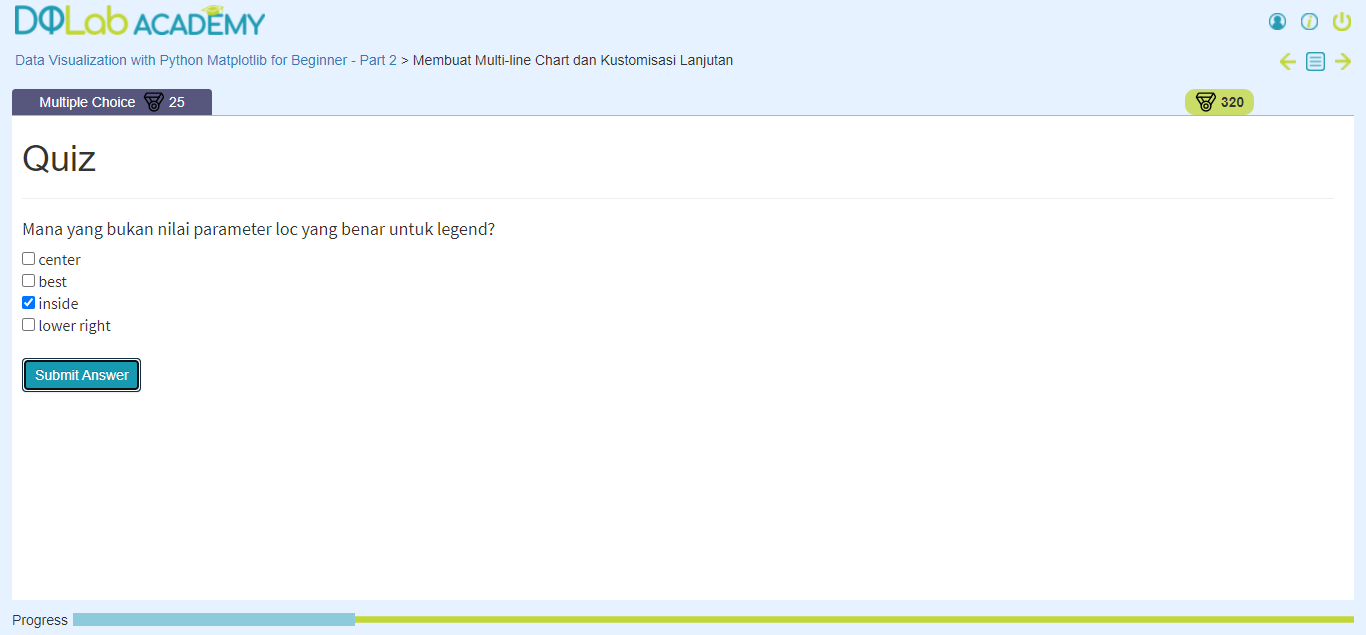 DQLab ACADEMY
Data Visualization with Python Matplotlib for Beginner - Part 2 > Membuat Multi-line Chart dan Kustomisasi Lanjutan
Multiple Choice 25
320
Quiz
Mana yang bukan nilai parameter loc yang benar untuk legend?
center
best
inside
lower right
Submit Answer
Progress